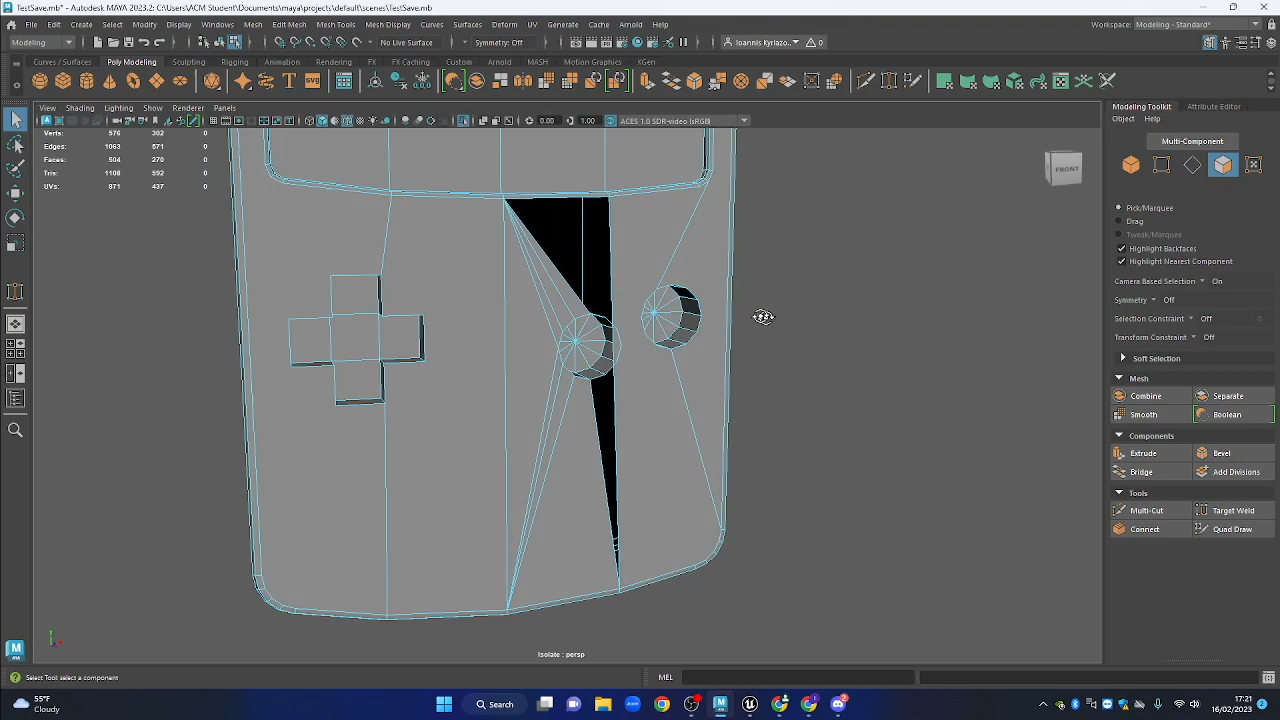 TestSave.mb* - Autodesk MAYA 2023.2: C:\Users\ACM Student\Documents\maya\projects\default\scenes\TestSave.mb
File Edit Create Select Modify Display Windows Mesh Edit Mesh Mesh Tools Mesh Display Curves Surfaces Deform UV Generate Cache Arnold Help
Workspace: Modeling - Standard*
Modeling No Live Surface Symmetry: Off Ioannis Kyriazo... 0
Curves / Surfaces Poly Modeling Sculpting Rigging Animation Rendering FX FX Caching Custom Arnold MASH Motion Graphics XGen
SVG
View Shading Lighting Show Renderer Panels
0.00 1.00 ACES 1.0 SDR-video (sRGB)
Verts: 576 302 0
Edges: 1063 571 0
Faces: 504 270 0
Tris: 1108 592 0
UVs: 871 437 0
FRONT
Isolate : persp
Modeling Toolkit Attribute Editor
Object Help
Multi-Component
Pick/Marquee
Drag
Tweak/Marquee
Highlight Backfaces
Highlight Nearest Component
Camera Based Selection On
Symmetry Off
Selection Constraint Off 0
Transform Constraint Off
Soft Selection
Mesh
Combine Separate
Smooth Boolean
Components
Extrude Bevel
Bridge Add Divisions
Tools
Multi-Cut Target Weld
Connect Quad Draw
Select Tool: select a component
MEL
55°F
Cloudy
Search
zoom
2
17:21
16/02/2023